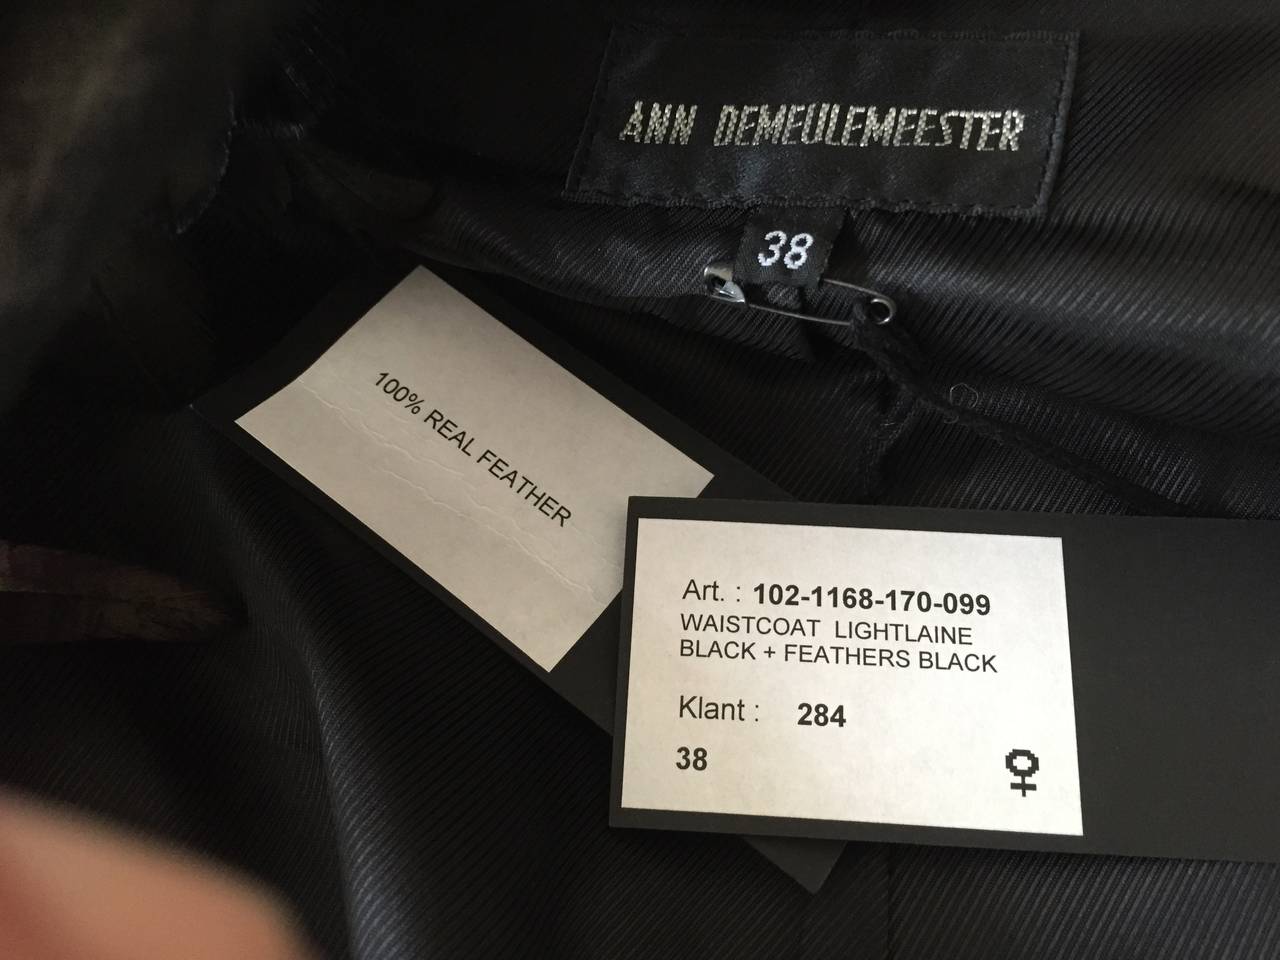 ANN DEMEULEMEESTER
38
100% REAL FEATHER
Art. : 102-1168-170-099
WAISTCOAT LIGHTLAINE
BLACK + FEATHERS BLACK
Klant : 284
38 ♀